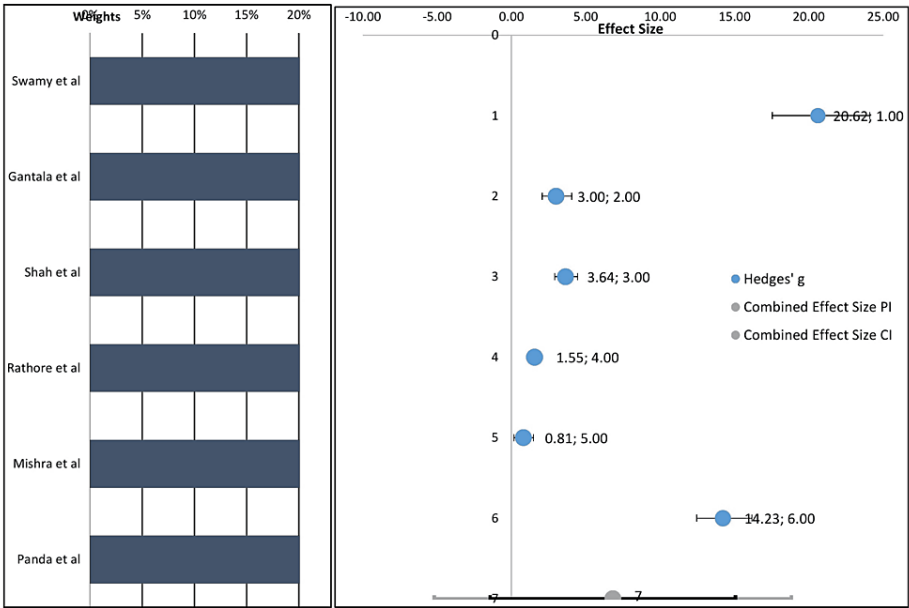 0% 5% 10% 15% 20%
Weights
Swamy et al
Gantala et al
Shah et al
Rathore et al
Mishra et al
Panda et al
-10.00 -5.00 0.00 5.00 10.00 15.00 20.00 25.00
Effect Size
0
1 20.62; 1.00
2 3.00; 2.00
3 3.64; 3.00
Hedges' g
Combined Effect Size PI
Combined Effect Size CI
4 1.55; 4.00
5 0.81; 5.00
6 14.23; 6.00
7 7